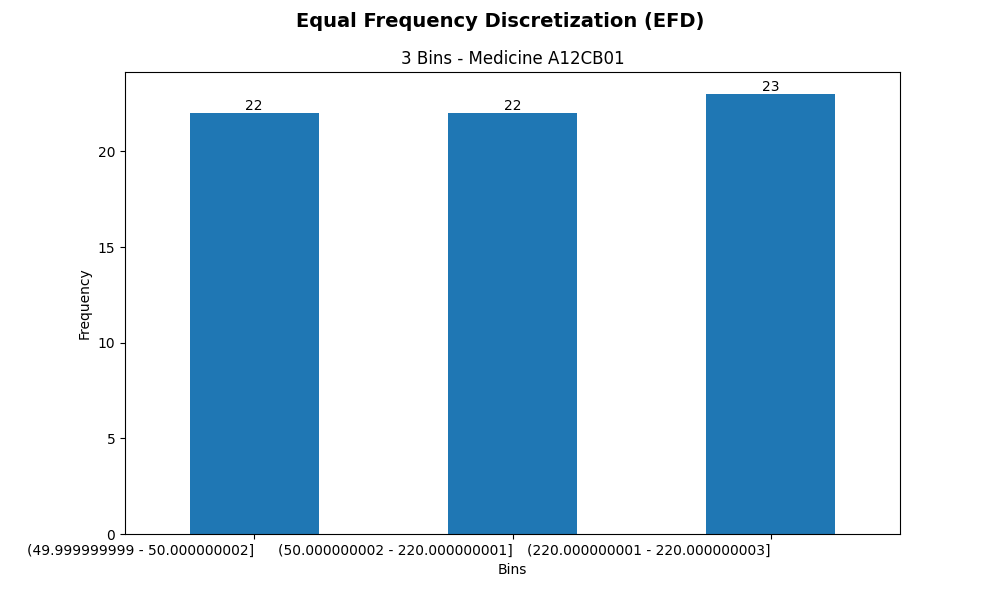 Equal Frequency Discretization (EFD)
3 Bins - Medicine A12CB01
22
22
23
20
15
10
5
0
Frequency
(49.999999999 - 50.000000002]
(50.000000002 - 220.000000001]
(220.000000001 - 220.000000003]
Bins